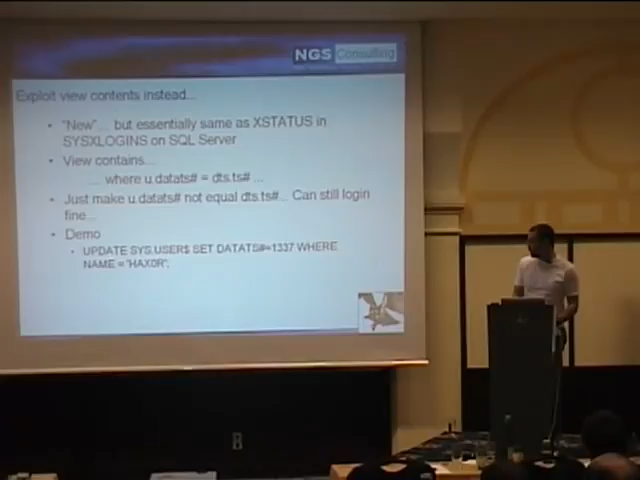 NGS Consulting
Exploit view contents instead...
• "New"... but essentially same as XSTATUS in
SYSXLOGINS on SQL Server
• View contains...
.... where u.datats# = dts.ts# ...
• Just make u.datats# not equal dts.ts#... Can still login
fine...
• Demo
• UPDATE SYS.USER$ SET DATATS#=1337 WHERE
NAME = 'HAX0R';